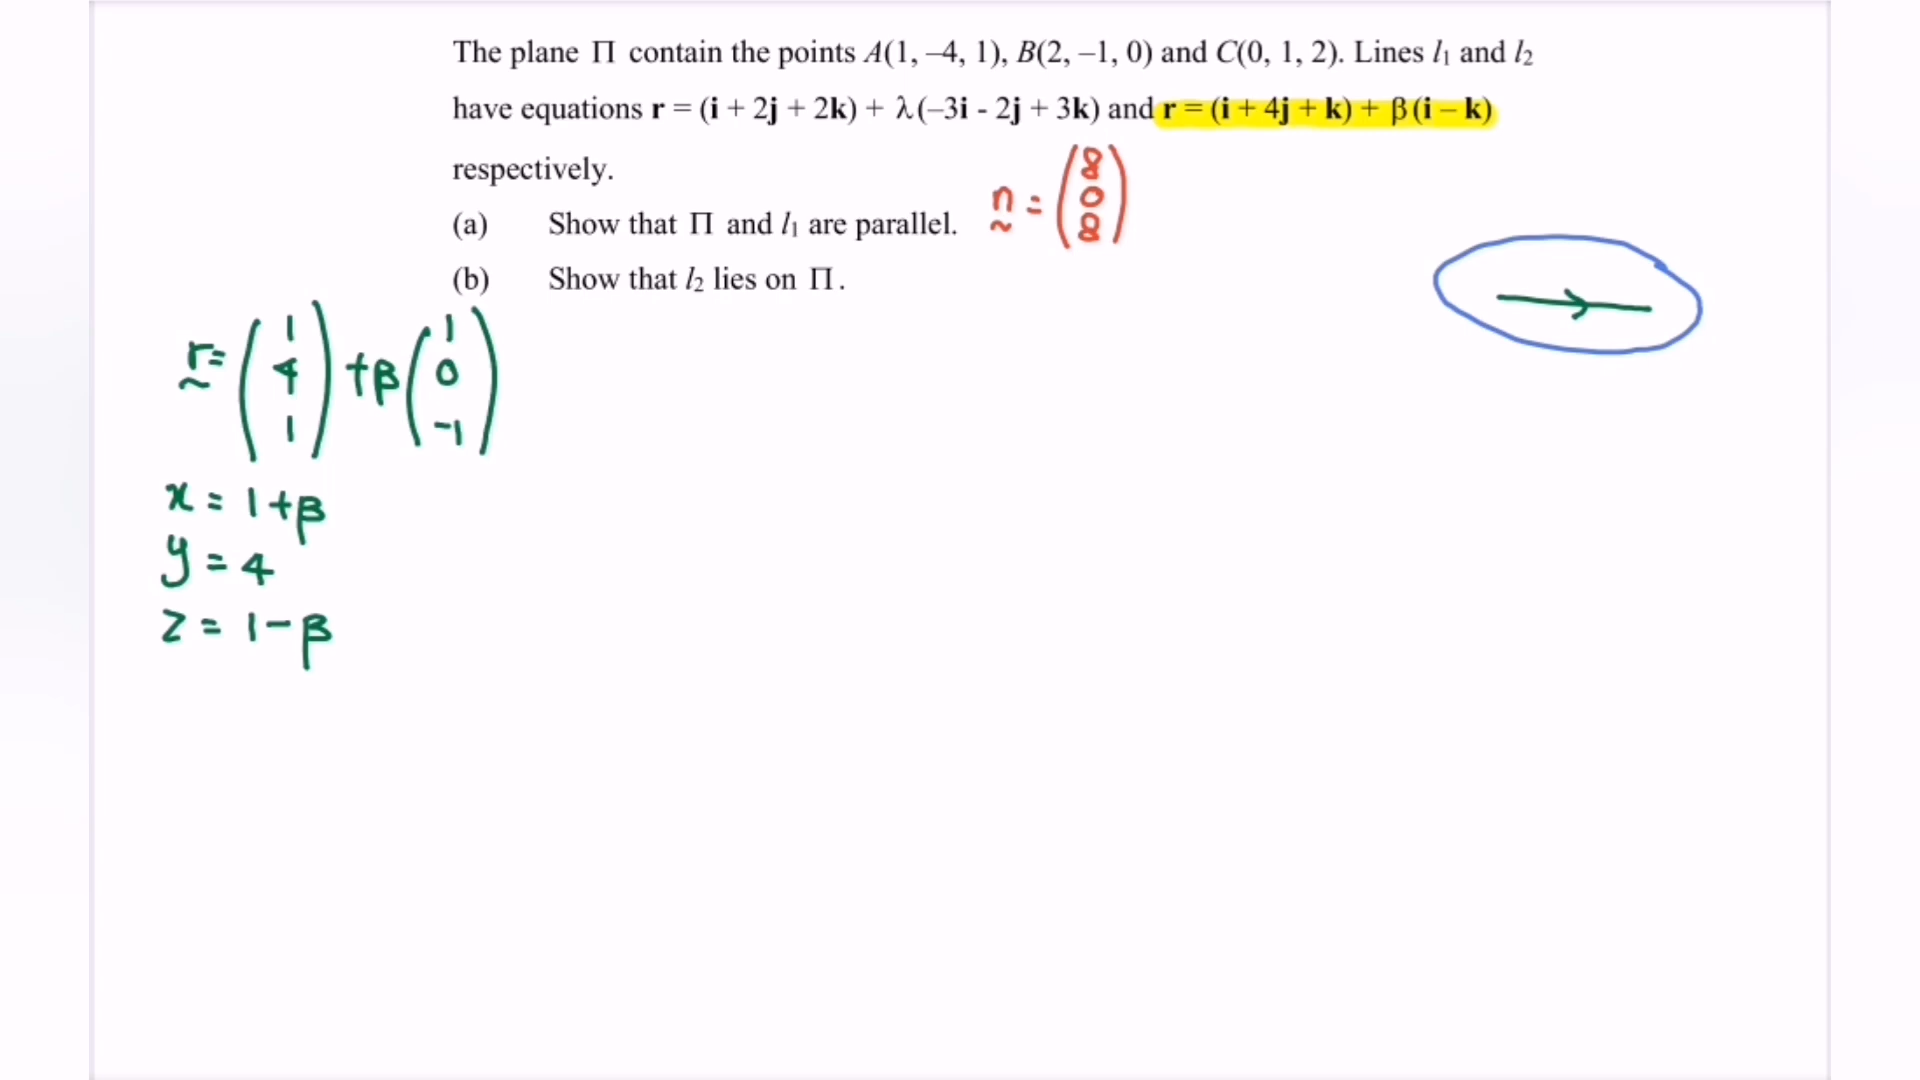 The plane Π contain the points A(1, –4, 1), B(2, –1, 0) and C(0, 1, 2). Lines l₁ and l₂
have equations r = (i + 2j + 2k) + λ(–3i - 2j + 3k) and r = (i + 4j + k) + β(i – k)
respectively.
(a) Show that Π and l₁ are parallel.
n = (8 0 8)
~
(b) Show that l₂ lies on Π.
r = (1 4 1) + β(1 0 -1)
~
x = 1+β
y = 4
z = 1-β